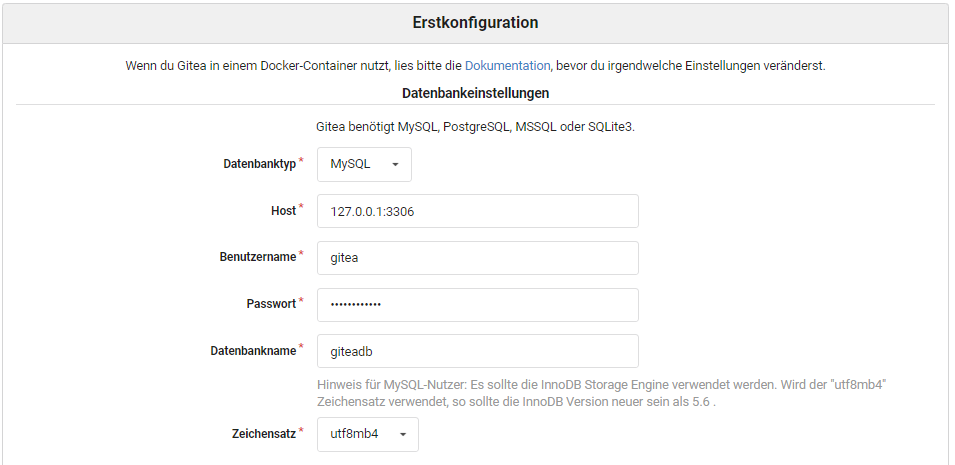 Erstkonfiguration
Wenn du Gitea in einem Docker-Container nutzt, lies bitte die Dokumentation, bevor du irgendwelche Einstellungen veränderst.
Datenbankeinstellungen
Gitea benötigt MySQL, PostgreSQL, MSSQL oder SQLite3.
Datenbanktyp * MySQL
Host * 127.0.0.1:3306
Benutzername * gitea
Passwort * ••••••••••••
Datenbankname * giteadb
Hinweis für MySQL-Nutzer: Es sollte die InnoDB Storage Engine verwendet werden. Wird der "utf8mb4"
Zeichensatz verwendet, so sollte die InnoDB Version neuer sein als 5.6 .
Zeichensatz * utf8mb4